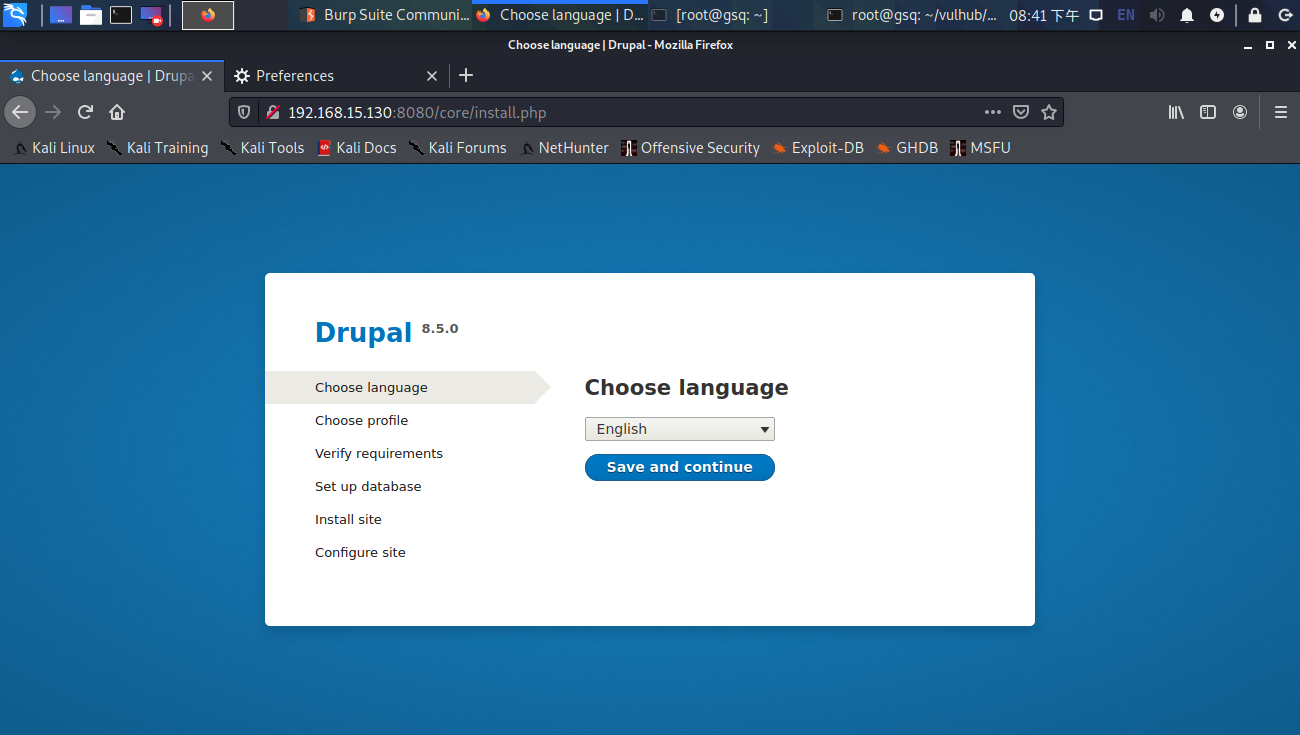 Burp Suite Communi... Choose language | D... [root@gsq: ~] root@gsq: ~/vulhub/... 08:41 下午 EN
Choose language | Drupal - Mozilla Firefox
Choose language | Drupa Preferences
192.168.15.130:8080/core/install.php
Kali Linux Kali Training Kali Tools Kali Docs Kali Forums NetHunter Offensive Security Exploit-DB GHDB MSFU
Drupal 8.5.0
Choose language
Choose profile
Verify requirements
Set up database
Install site
Configure site
Choose language
English
Save and continue